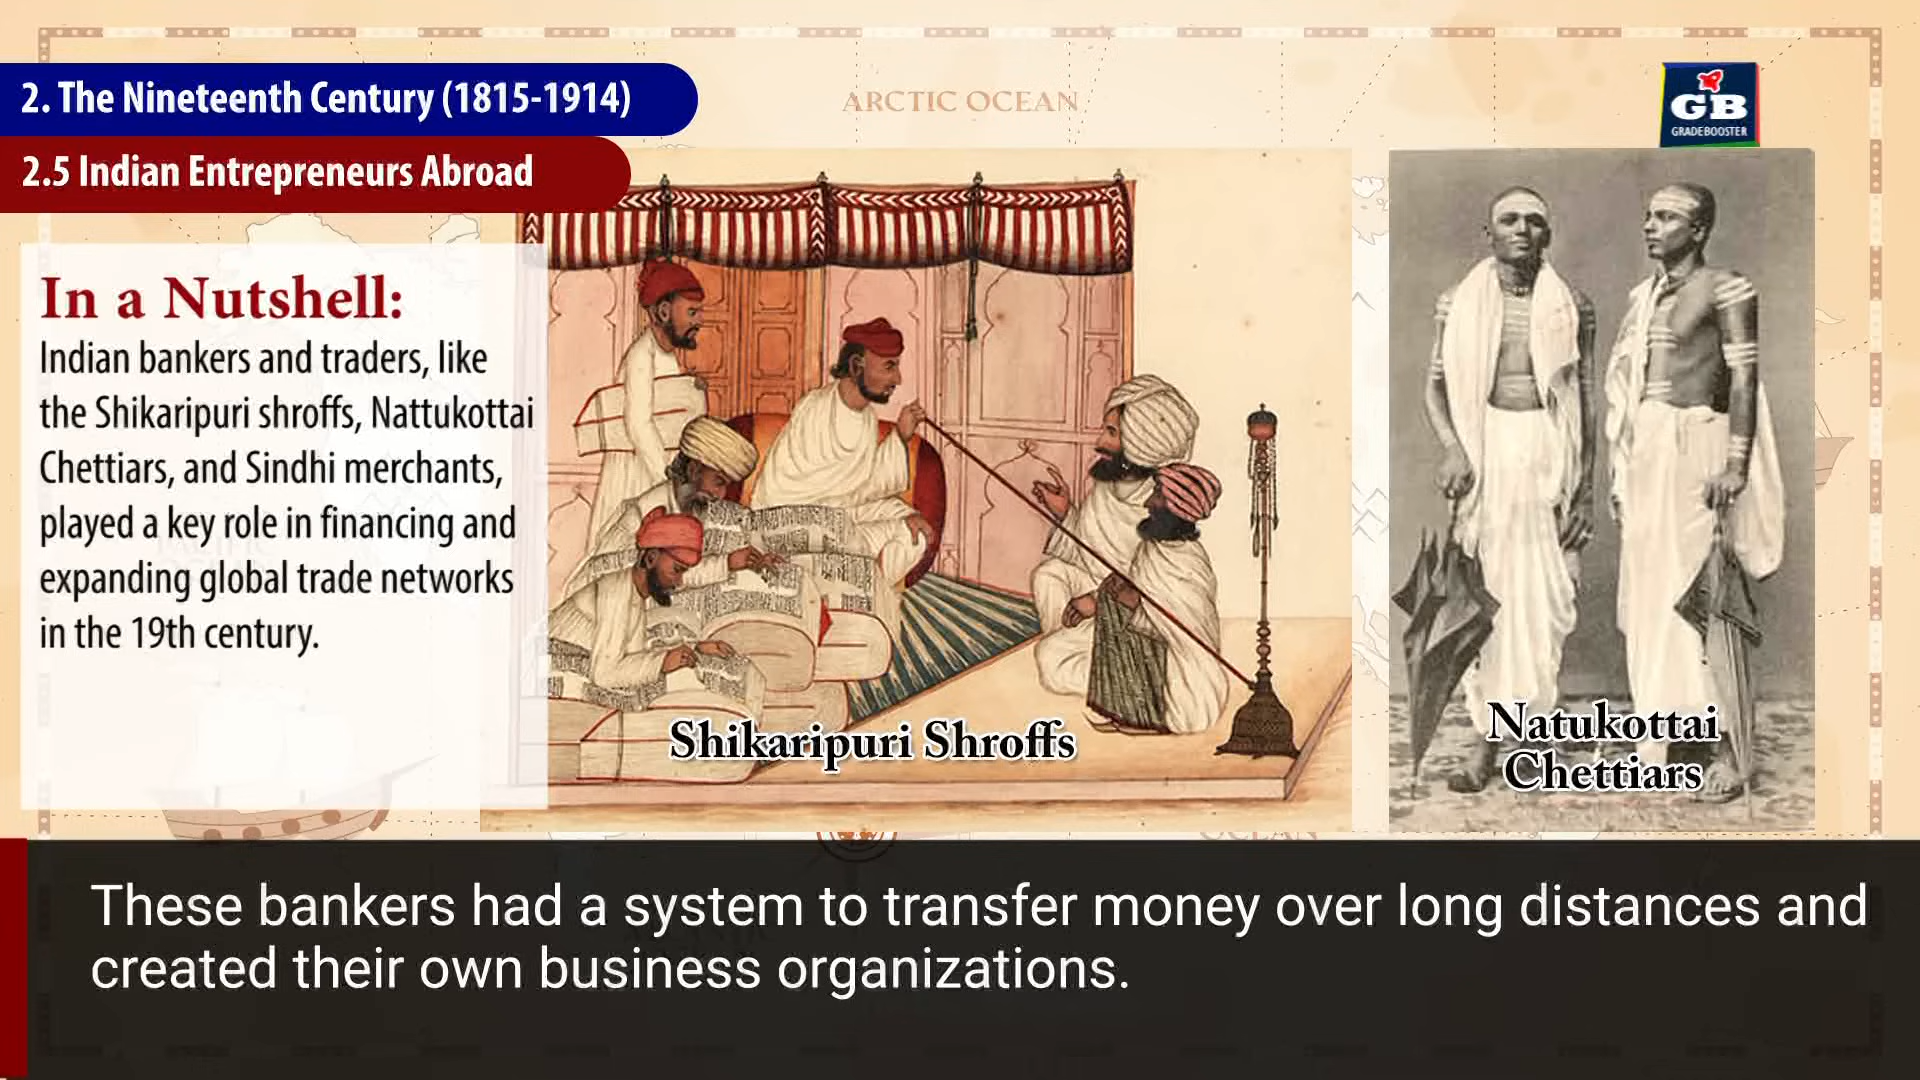 2. The Nineteenth Century (1815-1914)
2.5 Indian Entrepreneurs Abroad
ARCTIC OCEAN
GB
GRADEBOOSTER
In a Nutshell:
Indian bankers and traders, like
the Shikaripuri shroffs, Nattukottai
Chettiars, and Sindhi merchants,
played a key role in financing and
expanding global trade networks
in the 19th century.
Shikaripuri Shroffs
Natukottai
Chettiars
These bankers had a system to transfer money over long distances and
created their own business organizations.